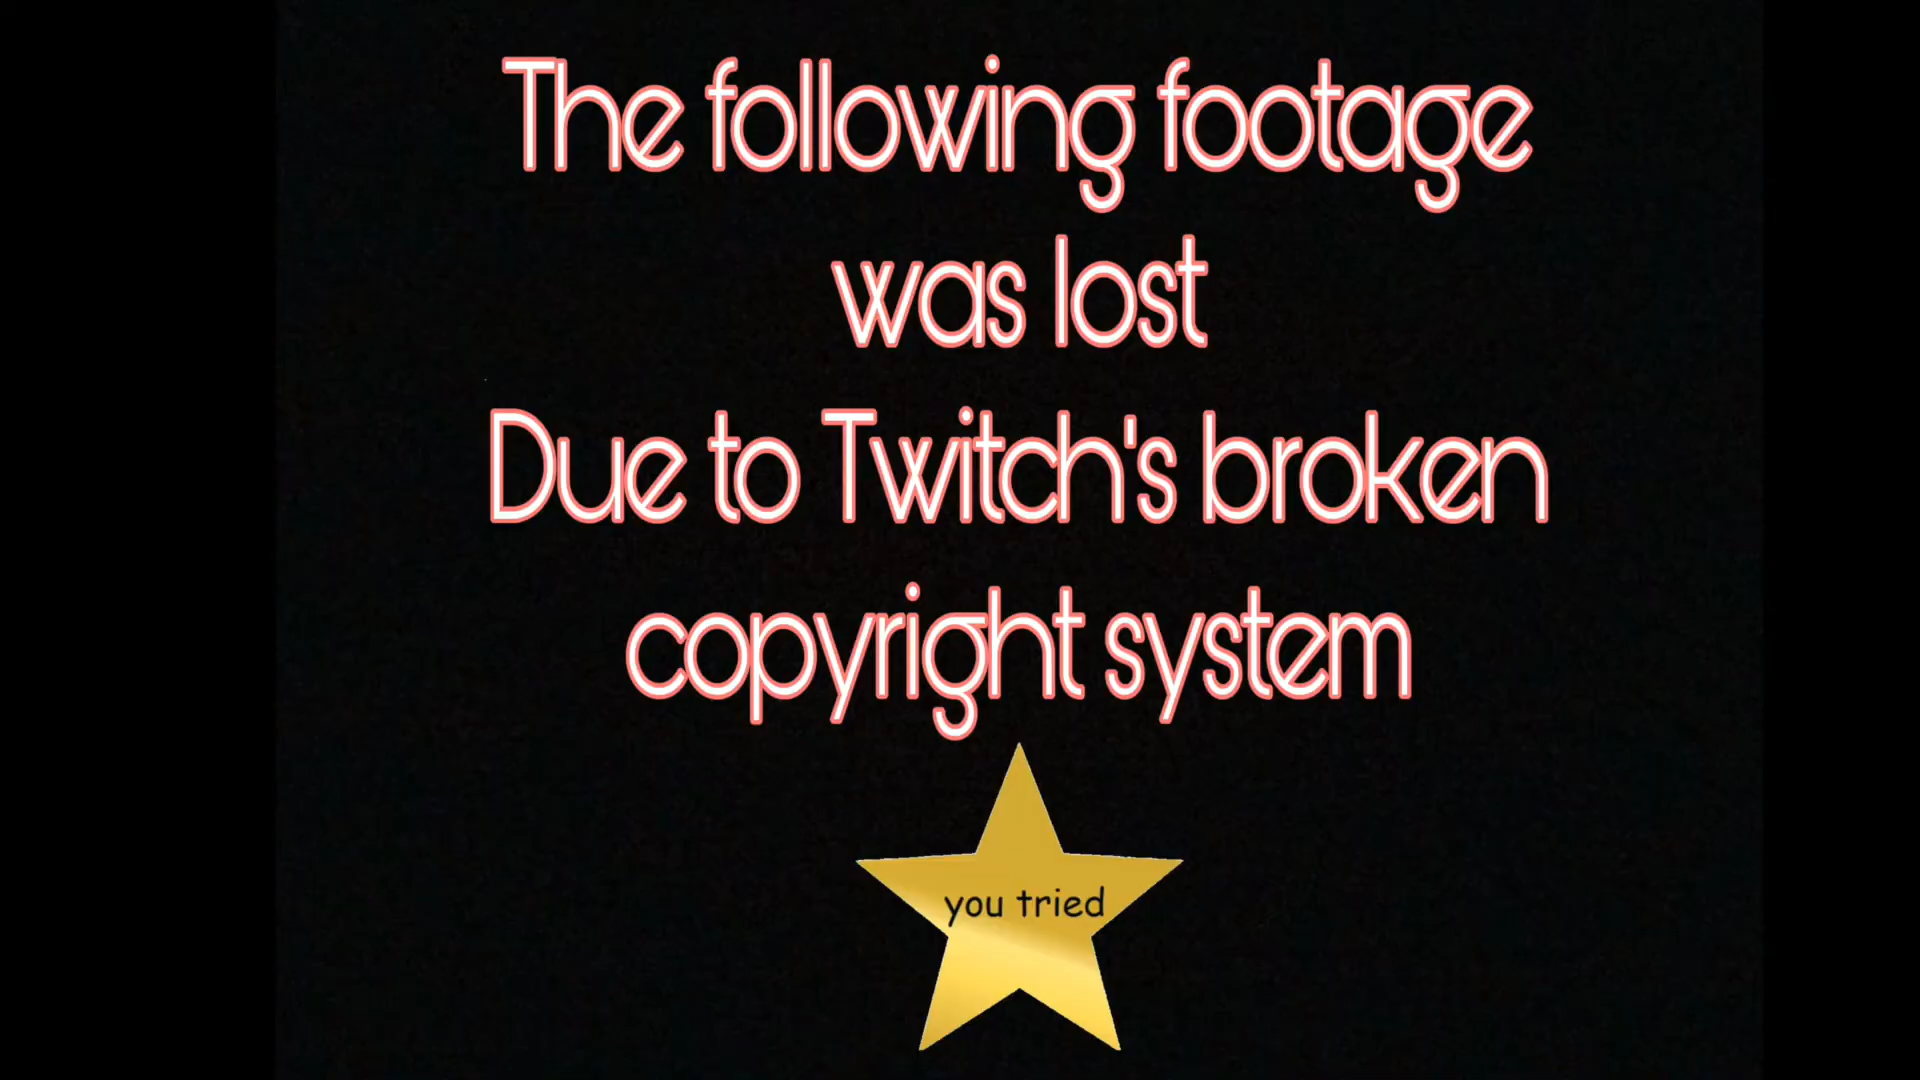 The following footage
was lost
Due to Twitch's broken
copyright system
you tried